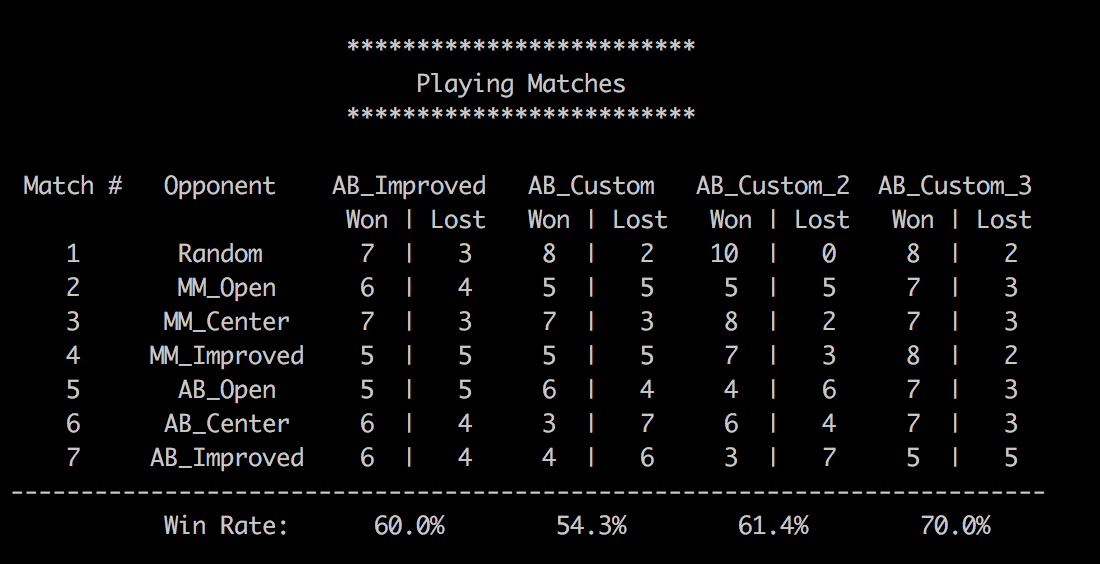 *************************
Playing Matches
*************************
Match # Opponent AB_Improved AB_Custom AB_Custom_2 AB_Custom_3
Won | Lost Won | Lost Won | Lost Won | Lost
1 Random 7 | 3 8 | 2 10 | 0 8 | 2
2 MM_Open 6 | 4 5 | 5 5 | 5 7 | 3
3 MM_Center 7 | 3 7 | 3 8 | 2 7 | 3
4 MM_Improved 5 | 5 5 | 5 7 | 3 8 | 2
5 AB_Open 5 | 5 6 | 4 4 | 6 7 | 3
6 AB_Center 6 | 4 3 | 7 6 | 4 7 | 3
7 AB_Improved 6 | 4 4 | 6 3 | 7 5 | 5
--------------------------------------------------------------------------
Win Rate: 60.0% 54.3% 61.4% 70.0%